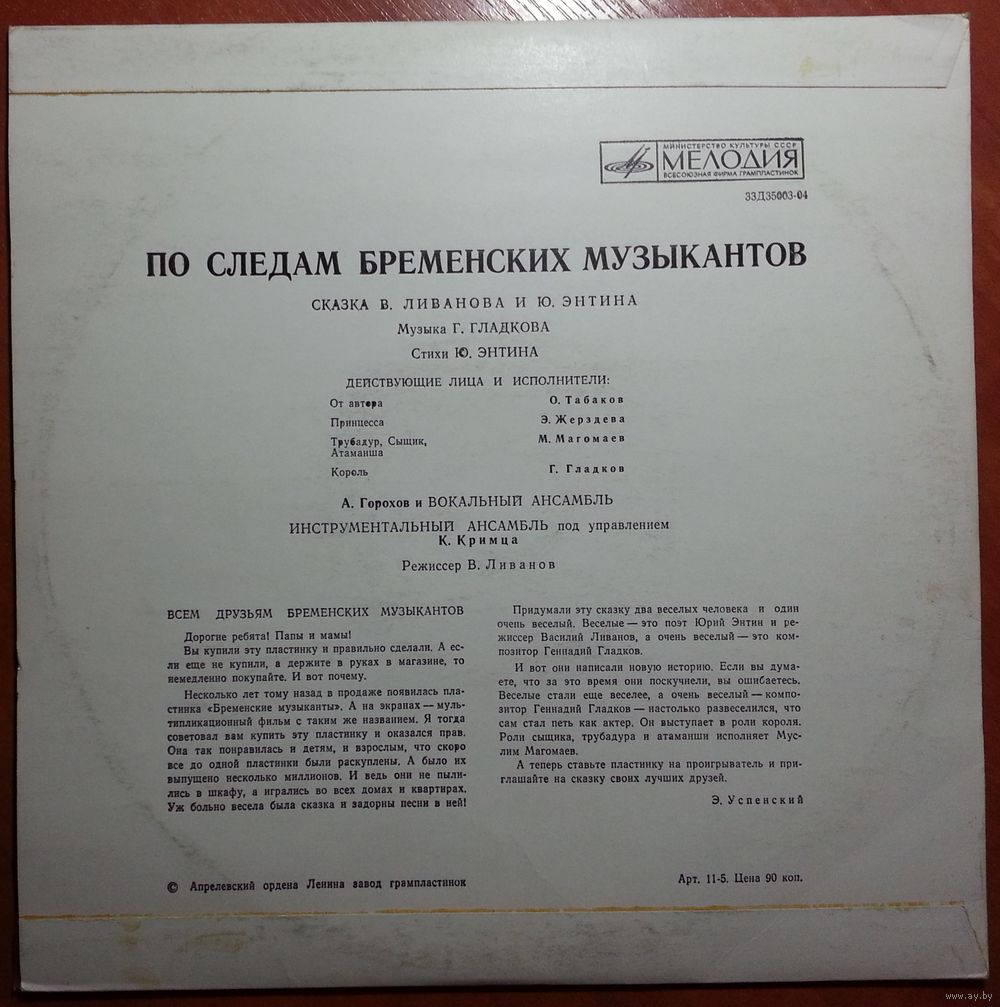 МИНИСТЕРСТВО КУЛЬТУРЫ СССР
МЕЛОДИЯ
ВСЕСОЮЗНАЯ ФИРМА ГРАМПЛАСТИНОК
33Д35003-04
ПО СЛЕДАМ БРЕМЕНСКИХ МУЗЫКАНТОВ
СКАЗКА В. ЛИВАНОВА И Ю. ЭНТИНА
Музыка Г. ГЛАДКОВА
Стихи Ю. ЭНТИНА
ДЕЙСТВУЮЩИЕ ЛИЦА И ИСПОЛНИТЕЛИ:
От автора О. Табаков
Принцесса Э. Жерздева
Трубадур, Сыщик, М. Магомаев
Атаманша
Король Г. Гладков
А. Горохов и ВОКАЛЬНЫЙ АНСАМБЛЬ
ИНСТРУМЕНТАЛЬНЫЙ АНСАМБЛЬ под управлением
К. Кримца
Режиссер В. Ливанов
ВСЕМ ДРУЗЬЯМ БРЕМЕНСКИХ МУЗЫКАНТОВ
Дорогие ребята! Папы и мамы!
Вы купили эту пластинку и правильно сделали. А ес-
ли еще не купили, а держите в руках в магазине, то
немедленно покупайте. И вот почему.
Несколько лет тому назад в продаже появилась пла-
стинка «Бременские музыканты». А на экранах — муль-
типликационный фильм с таким же названием. Я тогда
советовал вам купить эту пластинку и оказался прав.
Она так понравилась и детям, и взрослым, что скоро
все до одной пластинки были раскуплены. А было их
выпущено несколько миллионов. И ведь они не пыли-
лись в шкафу, а игрались во всех домах и квартирах.
Уж больно весела была сказка и задорны песни в ней!
Придумали эту сказку два веселых человека и один
очень веселый. Веселые — это поэт Юрий Энтин и ре-
жиссер Василий Ливанов, а очень веселый — это ком-
позитор Геннадий Гладков.
И вот они написали новую историю. Если вы дума-
ете, что за это время они поскучнели, вы ошибаетесь.
Веселые стали еще веселее, а очень веселый — компо-
зитор Геннадий Гладков — настолько развеселился, что
сам стал петь как актер. Он выступает в роли короля.
Роли сыщика, трубадура и атаманши исполняет Мус-
лим Магомаев.
А теперь ставьте пластинку на проигрыватель и при-
глашайте на сказку своих лучших друзей.
Э. Успенский
© Апрелевский ордена Ленина завод грампластинок
Арт. 11-5. Цена 90 коп.
www.ay.by